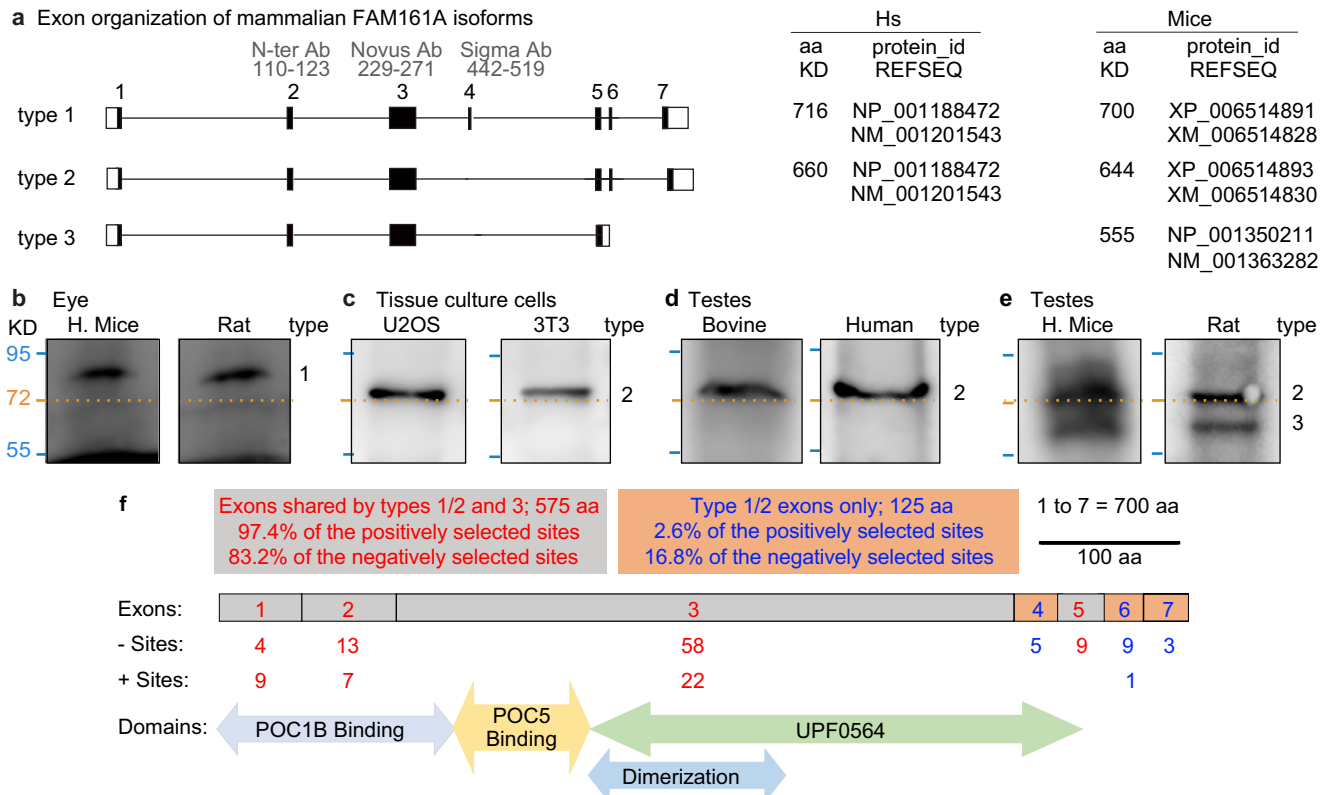 a Exon organization of mammalian FAM161A isoforms
N-ter Ab Novus Ab Sigma Ab
110-123 229-271 442-519
1 2 3 4 5 6 7
type 1
type 2
type 3
Hs Mice
aa protein_id aa protein_id
KD REFSEQ KD REFSEQ
716 NP_001188472 700 XP_006514891
NM_001201543 XM_006514828
660 NP_001188472 644 XP_006514893
NM_001201543 XM_006514830
555 NP_001350211
NM_001363282
b Eye
KD H. Mice Rat type
95
72
55
1
c Tissue culture cells
U2OS 3T3 type
2
d Testes
Bovine Human type
2
e Testes
H. Mice Rat type
2
3
f
Exons shared by types 1/2 and 3; 575 aa
97.4% of the positively selected sites
83.2% of the negatively selected sites
Type 1/2 exons only; 125 aa
2.6% of the positively selected sites
16.8% of the negatively selected sites
1 to 7 = 700 aa
100 aa
Exons: 1 2 3 4 5 6 7
- Sites: 4 13 58 5 9 9 3
+ Sites: 9 7 22 1
Domains: POC1B Binding
POC5
Binding
UPF0564
Dimerization